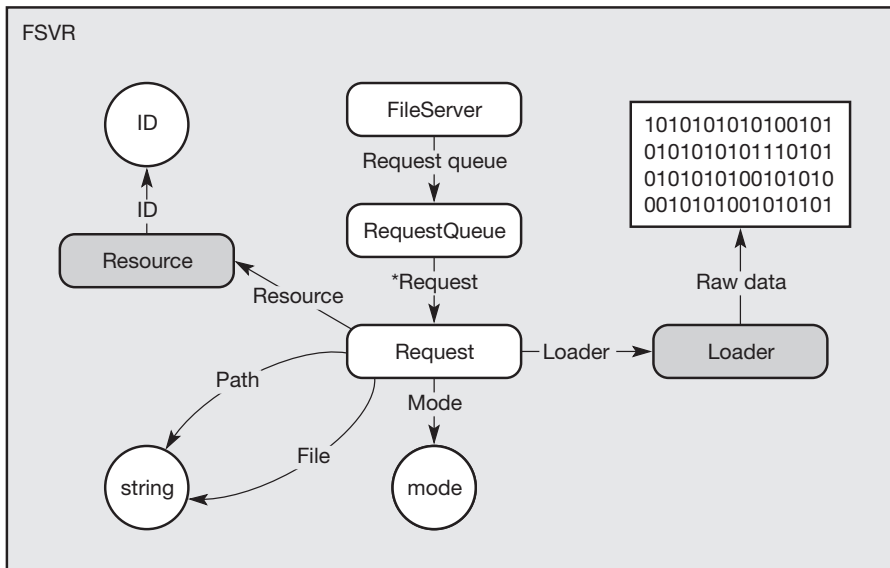 FSVR
ID
FileServer
1010101010100101
0101010101110101
0101010100101010
0010101001010101
Request queue
ID
RequestQueue
Resource
*Request
Raw data
Resource
Request
Loader
Loader
Path
Mode
File
string
mode